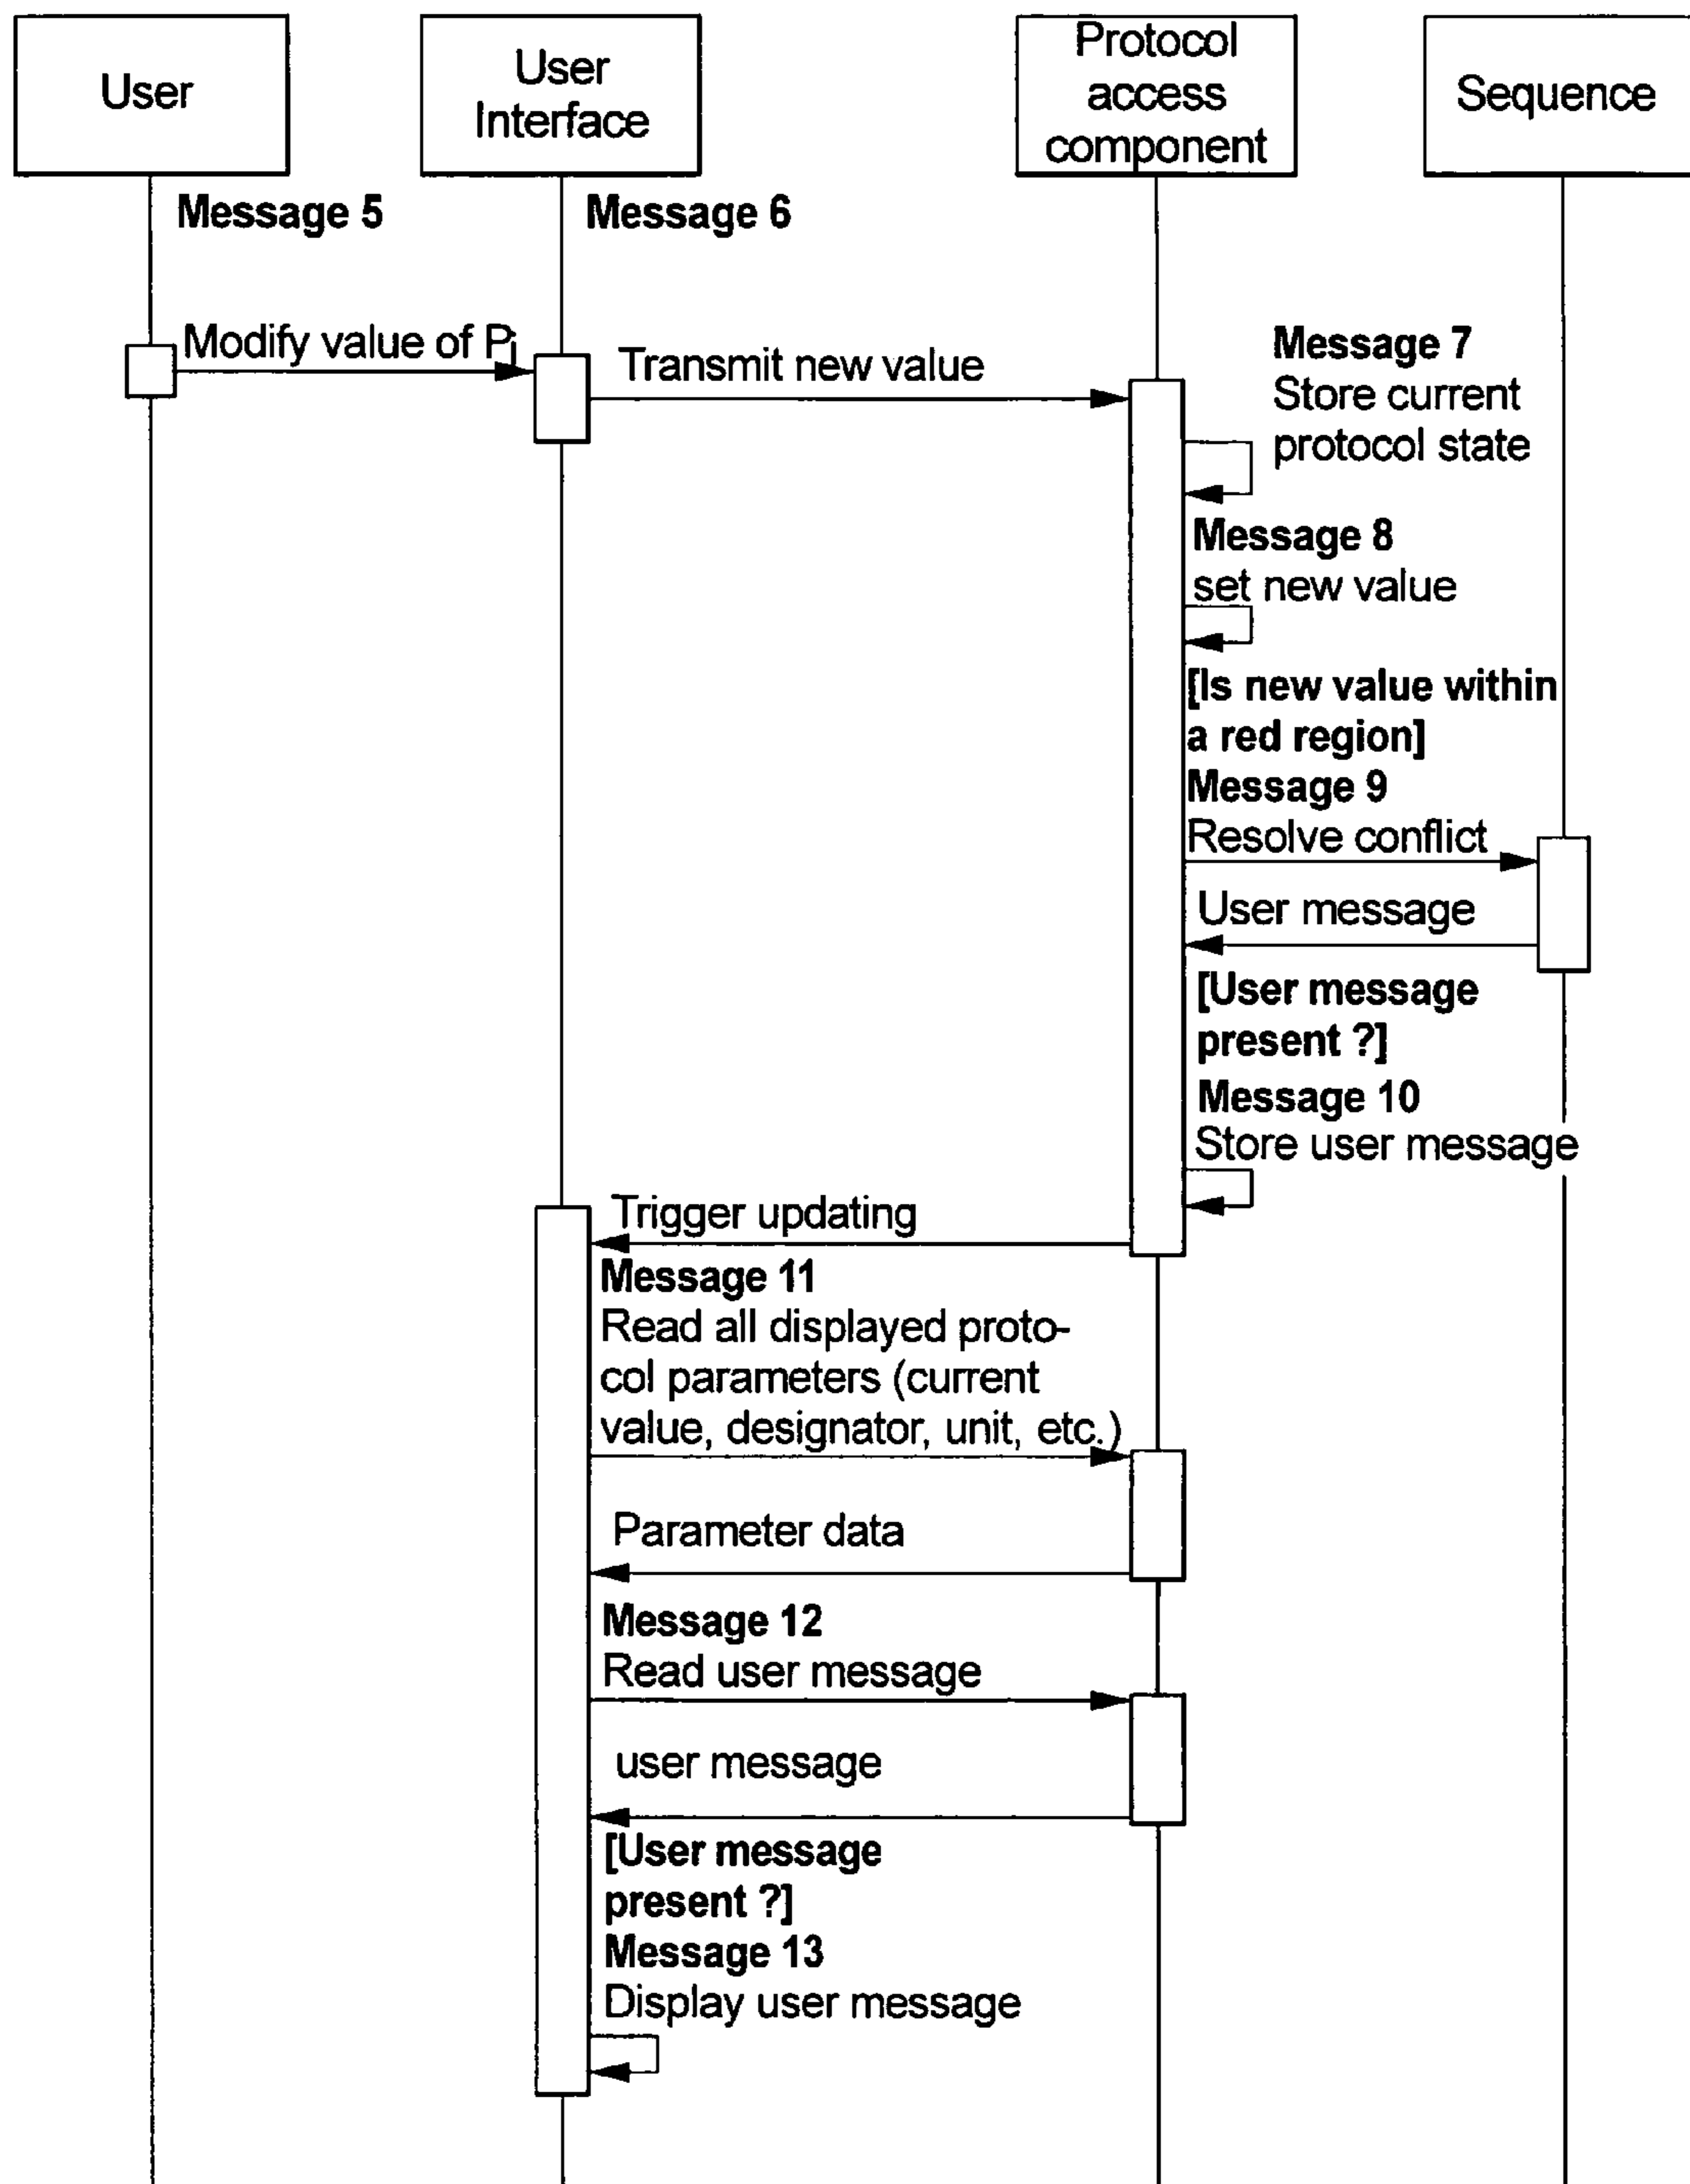 User
User
Interface
Protocol
access
component
Sequence
Message 5
Message 6
Modify value of Pj
Transmit new value
Message 7
Store current
protocol state
Message 8
set new value
[Is new value within
a red region]
Message 9
Resolve conflict
User message
[User message
present ?]
Message 10
Store user message
Trigger updating
Message 11
Read all displayed proto-
col parameters (current
value, designator, unit, etc.)
Parameter data
Message 12
Read user message
user message
[User message
present ?]
Message 13
Display user message